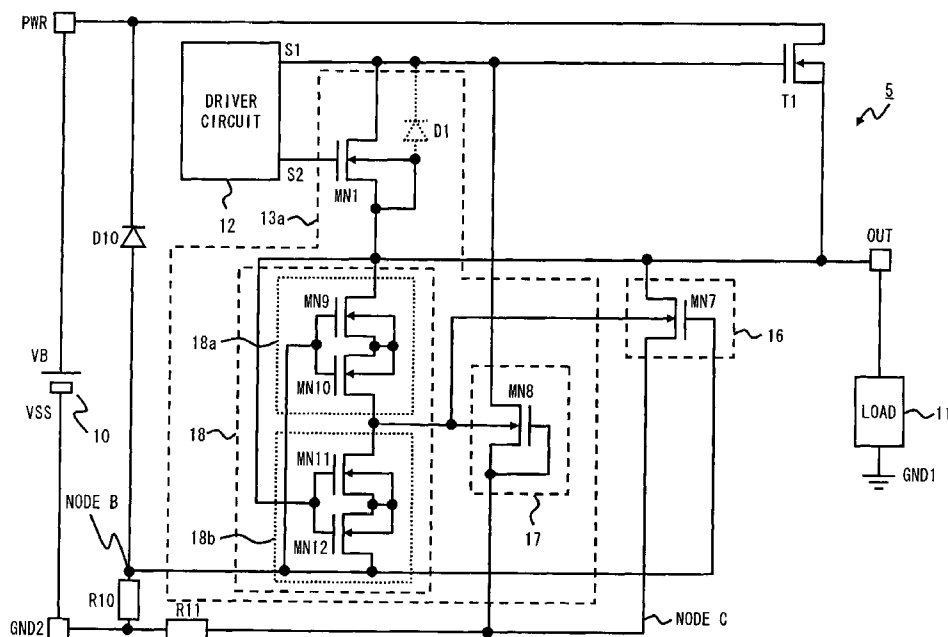 PWR
S1
DRIVER
CIRCUIT
S2
12
D1
MN1
13a
T1
5
D10
OUT
MN9
18a
MN10
MN7
16
MN8
VB
VSS
10
18
MN11
18b
MN12
17
LOAD
11
GND1
NODE B
R10
R11
GND2
NODE C